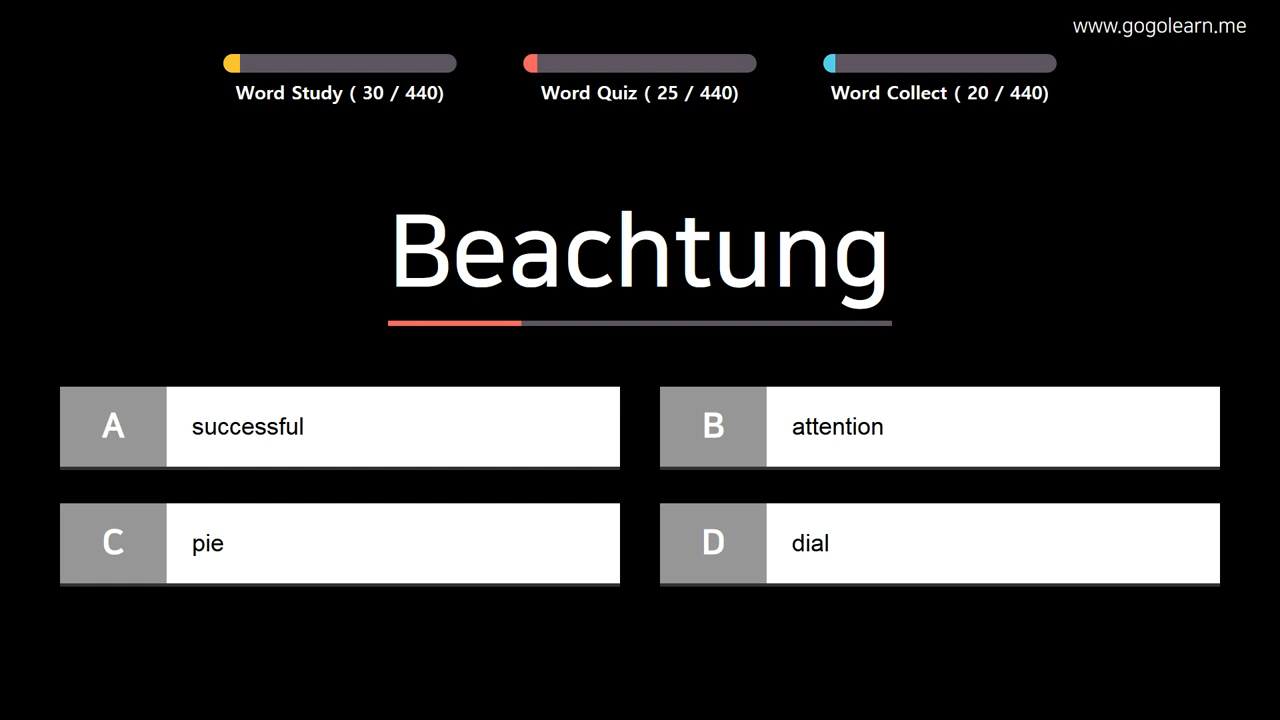 www.gogolearn.me
Word Study ( 30 / 440)
Word Quiz ( 25 / 440)
Word Collect ( 20 / 440)
Beachtung
A successful
B attention
C pie
D dial